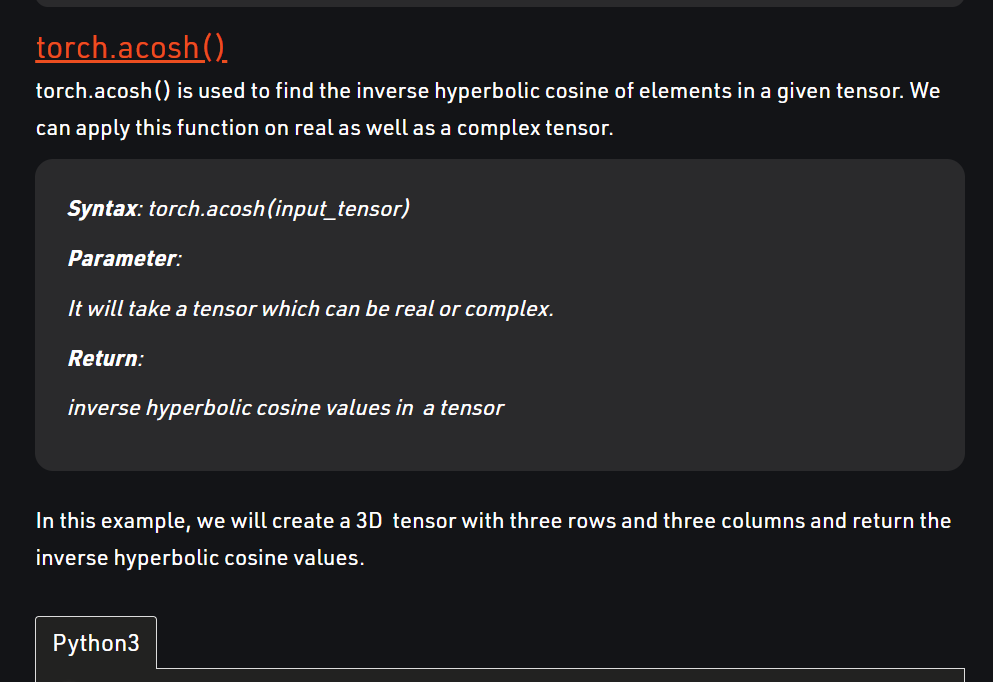 torch.acosh()
torch.acosh() is used to find the inverse hyperbolic cosine of elements in a given tensor. We
can apply this function on real as well as a complex tensor.
Syntax: torch.acosh(input_tensor)
Parameter:
It will take a tensor which can be real or complex.
Return:
inverse hyperbolic cosine values in  a tensor
In this example, we will create a 3D  tensor with three rows and three columns and return the
inverse hyperbolic cosine values.
Python3